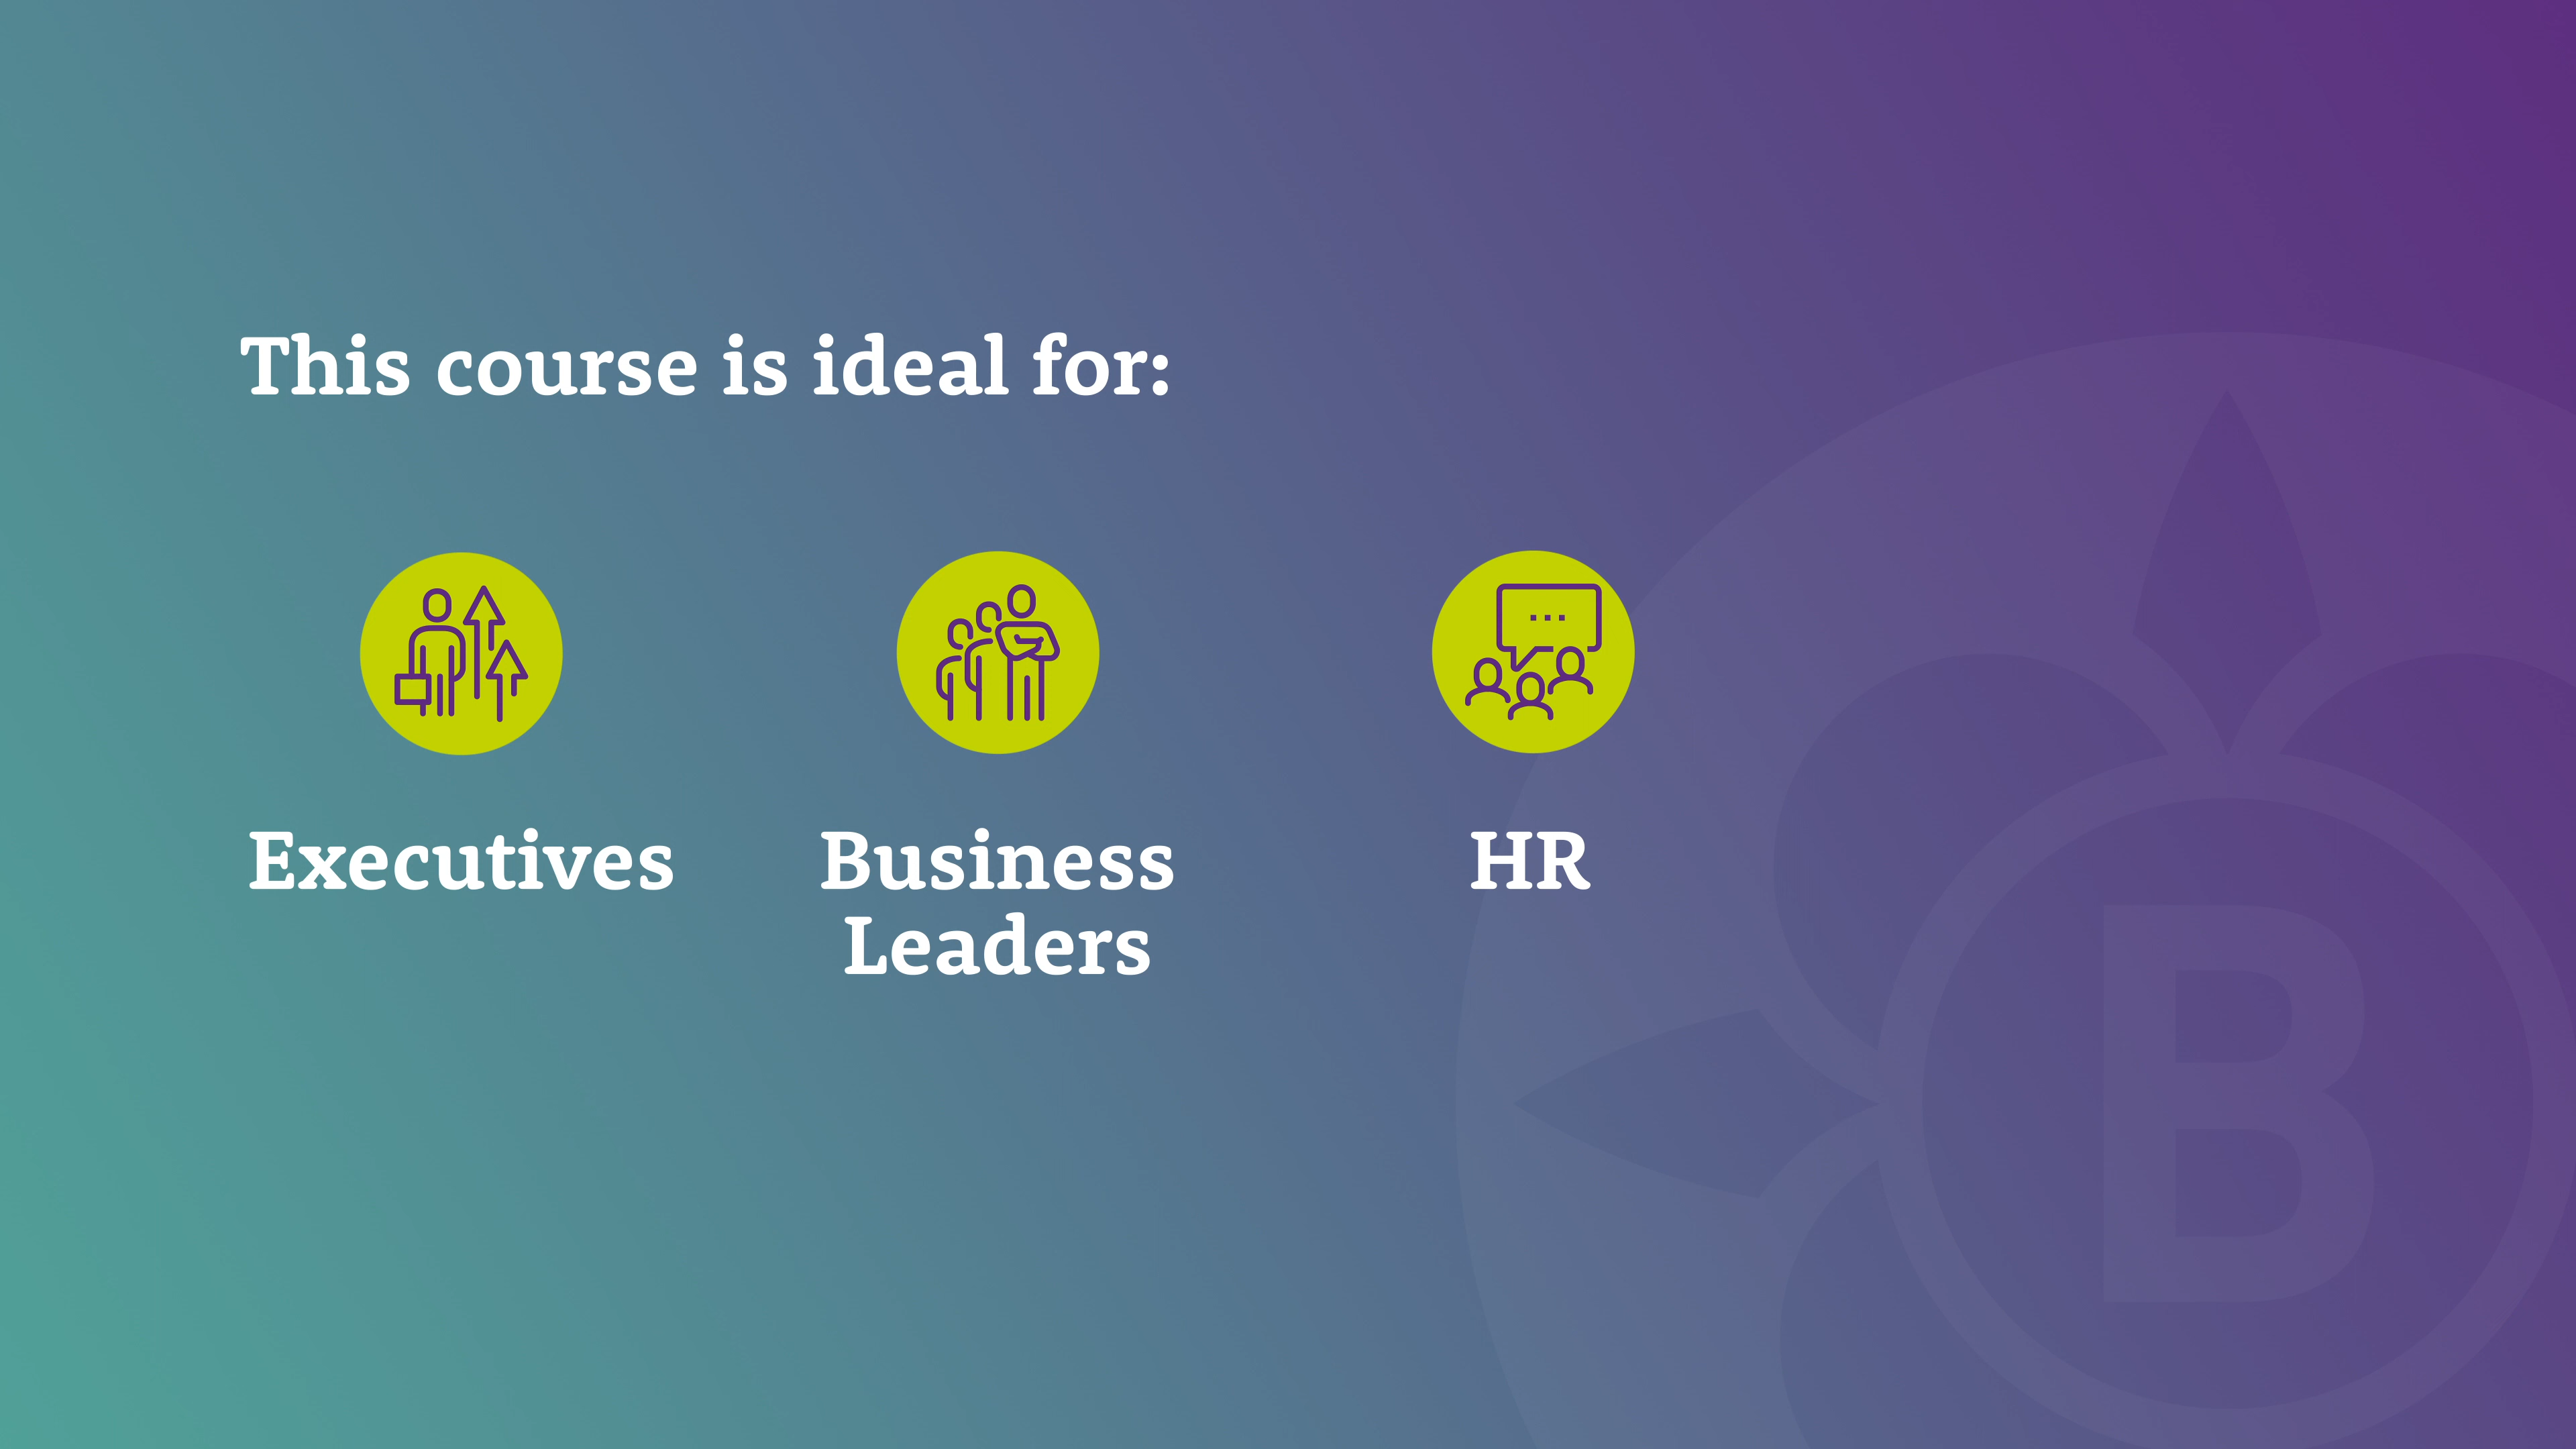 This course is ideal for:
Executives
Business
Leaders
HR
B